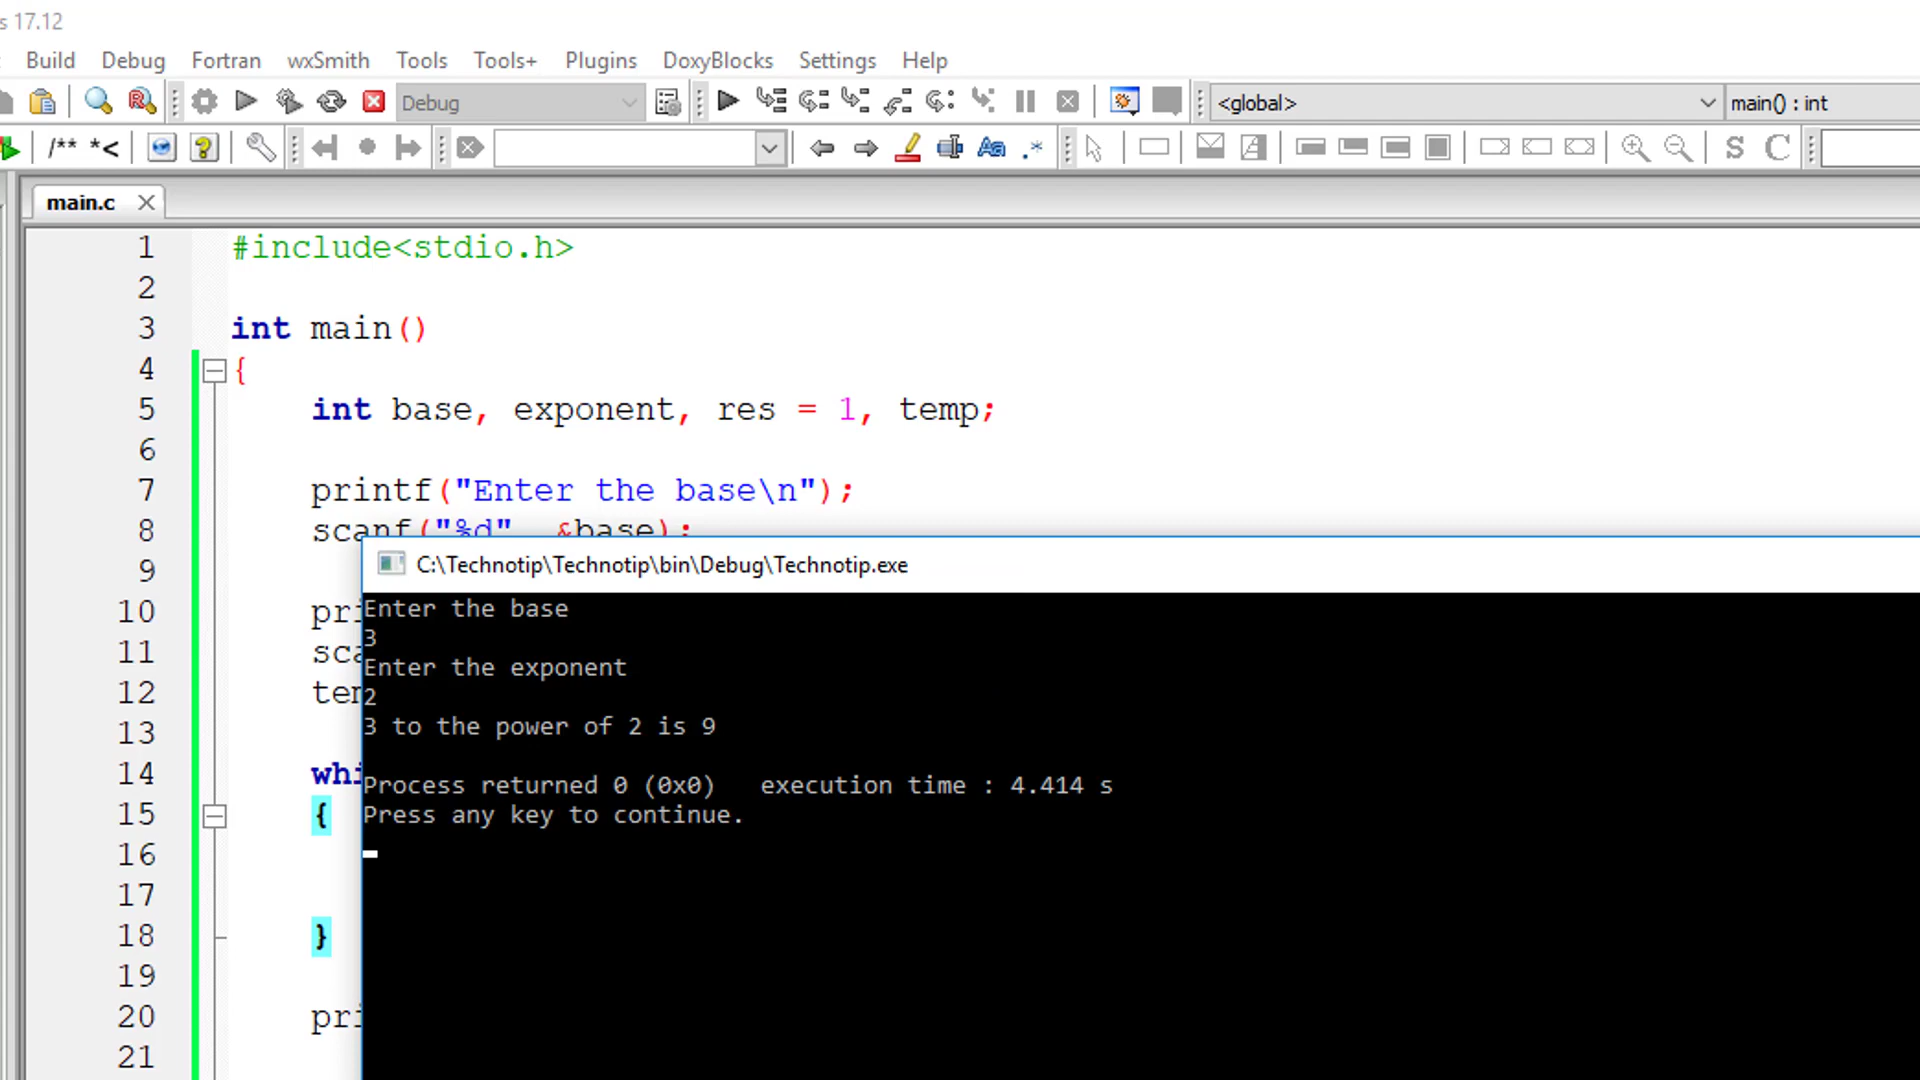 s 17.12
Build Debug Fortran wxSmith Tools Tools+ Plugins DoxyBlocks Settings Help
Debug <global> main() : int
/** *< Aa .* S C
main.c
1 #include<stdio.h>
2
3 int main()
4 {
5 int base, exponent, res = 1, temp;
6
7 printf("Enter the base\n");
8 scanf("%d" &base);
9
10 pri
11 sca
12 tem
13
14 whi
15 {
16
17
18 }
19
20 pri
21
C:\Technotip\Technotip\bin\Debug\Technotip.exe
Enter the base
3
Enter the exponent
2
3 to the power of 2 is 9
Process returned 0 (0x0) execution time : 4.414 s
Press any key to continue.